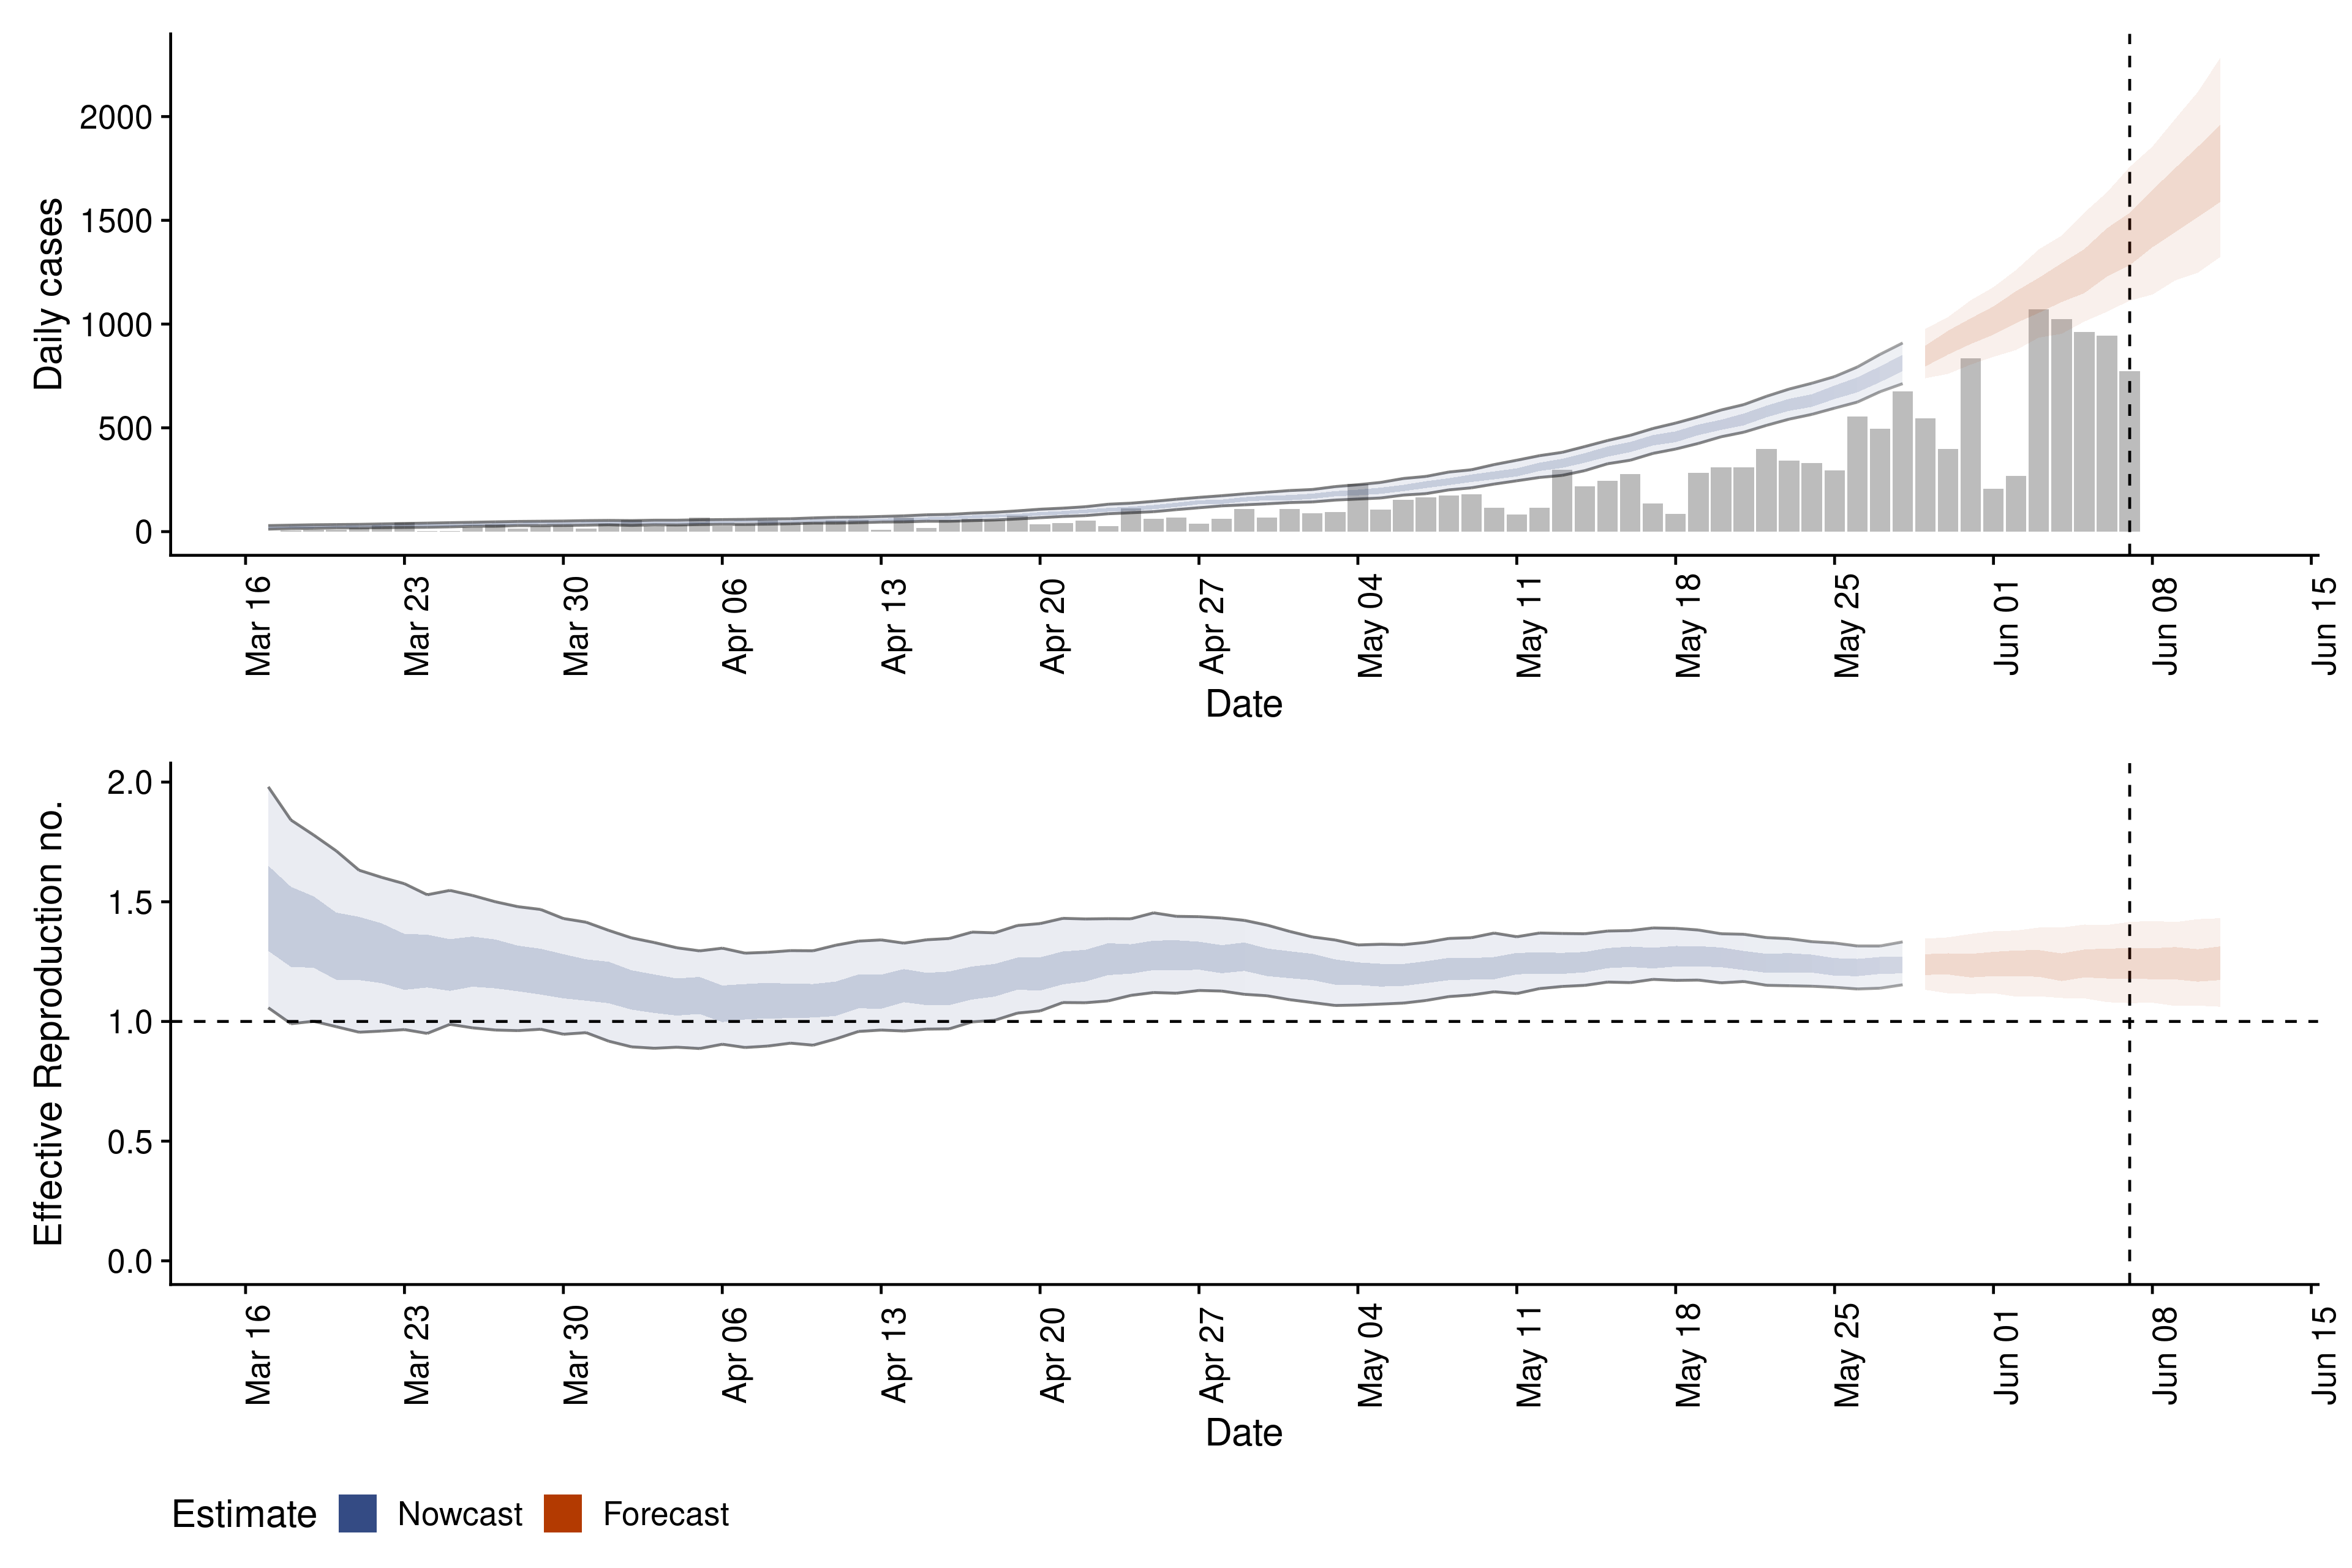 Daily cases
2000
1500
1000
500
0
Mar 16
Mar 23
Mar 30
Apr 06
Apr 13
Apr 20
Apr 27
May 04
May 11
May 18
May 25
Jun 01
Jun 08
Jun 15
Date
Effective Reproduction no.
2.0
1.5
1.0
0.5
0.0
Mar 16
Mar 23
Mar 30
Apr 06
Apr 13
Apr 20
Apr 27
May 04
May 11
May 18
May 25
Jun 01
Jun 08
Jun 15
Date
Estimate Nowcast Forecast